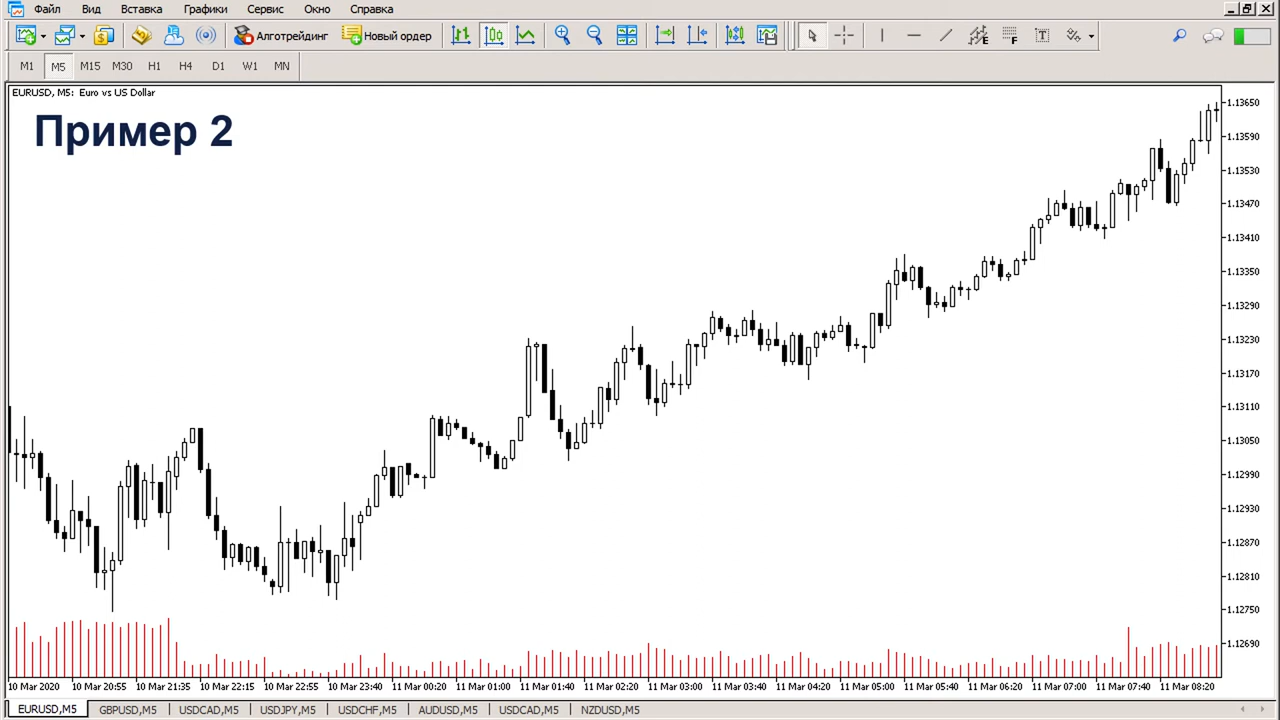 Файл Вид Вставка Графики Сервис Окно Справка
Алготрейдинг Новый ордер
M1 M5 M15 M30 H1 H4 D1 W1 MN
EURUSD, M5: Euro vs US Dollar
Пример 2
1.13650
1.13590
1.13530
1.13470
1.13410
1.13350
1.13290
1.13230
1.13170
1.13110
1.13050
1.12990
1.12930
1.12870
1.12810
1.12750
1.12690
10 Mar 2020 10 Mar 20:55 10 Mar 21:35 10 Mar 22:15 10 Mar 22:55 10 Mar 23:40 11 Mar 00:20 11 Mar 01:00 11 Mar 01:40 11 Mar 02:20 11 Mar 03:00 11 Mar 03:40 11 Mar 04:20 11 Mar 05:00 11 Mar 05:40 11 Mar 06:20 11 Mar 07:00 11 Mar 07:40 11 Mar 08:20
EURUSD,M5 GBPUSD,M5 USDCAD,M5 USDJPY,M5 USDCHF,M5 AUDUSD,M5 USDCAD,M5 NZDUSD,M5